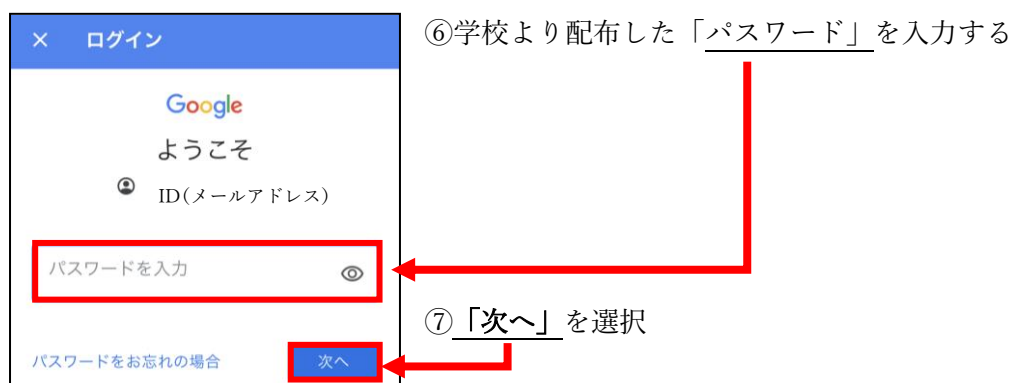 × ログイン
⑥学校より配布した「パスワード」を入力する
Google
ようこそ
ID(メールアドレス)
パスワードを入力
⑦「次へ」を選択
パスワードをお忘れの場合
次へ